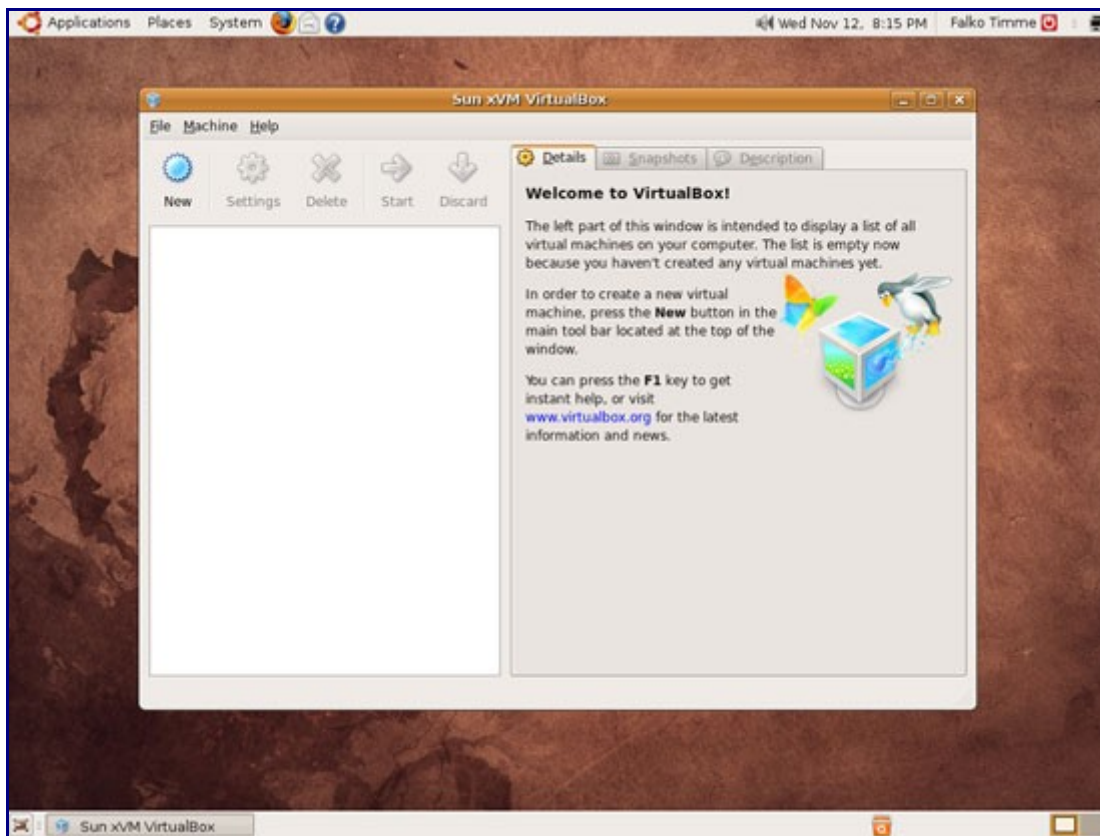 Applications Places System
Wed Nov 12, 8:15 PM Falko Timme
Sun xVM VirtualBox
File Machine Help
New Settings Delete Start Discard
Details Snapshots Description
Welcome to VirtualBox!
The left part of this window is intended to display a list of all
virtual machines on your computer. The list is empty now
because you haven't created any virtual machines yet.
In order to create a new virtual
machine, press the New button in the
main tool bar located at the top of the
window.
You can press the F1 key to get
instant help, or visit
www.virtualbox.org for the latest
information and news.
Sun xVM VirtualBox